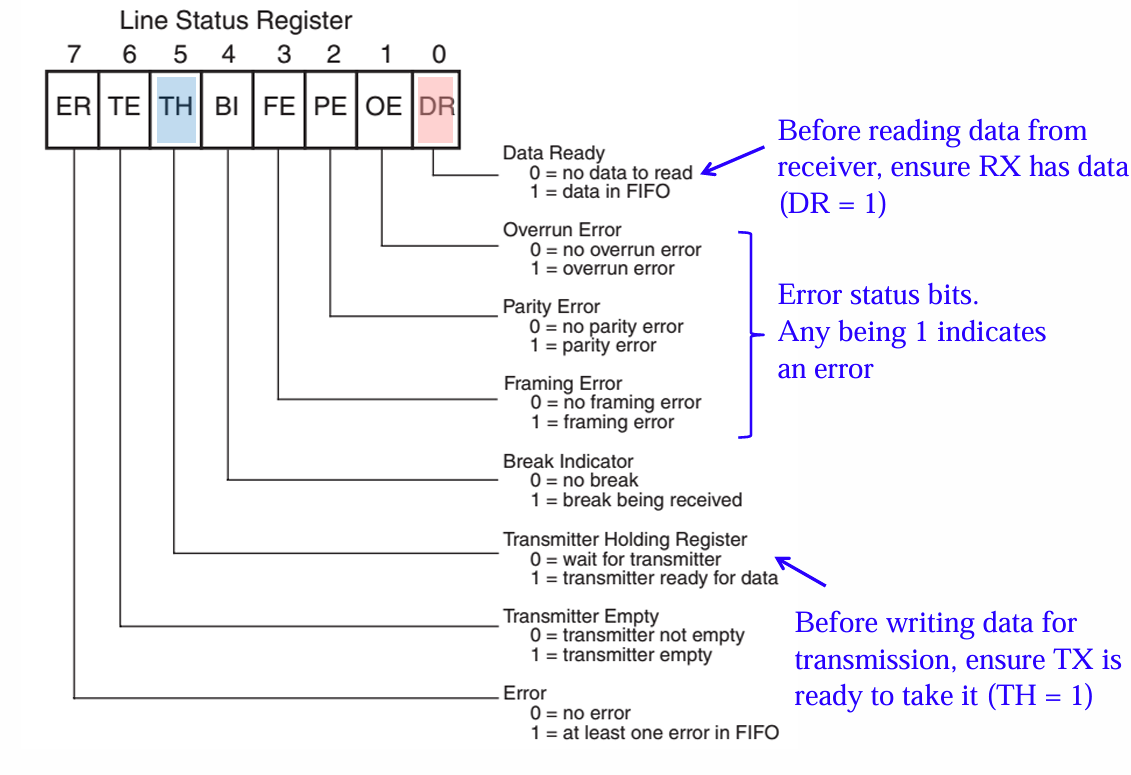 Line Status Register
7 6 5 4 3 2 1 0
ER TE TH BI FE PE OE DR
Data Ready
0 = no data to read
1 = data in FIFO
Before reading data from
receiver, ensure RX has data
(DR = 1)
Overrun Error
0 = no overrun error
1 = overrun error
Parity Error
0 = no parity error
1 = parity error
Framing Error
0 = no framing error
1 = framing error
Error status bits.
Any being 1 indicates
an error
Break Indicator
0 = no break
1 = break being received
Transmitter Holding Register
0 = wait for transmitter
1 = transmitter ready for data
Transmitter Empty
0 = transmitter not empty
1 = transmitter empty
Before writing data for
transmission, ensure TX is
ready to take it (TH = 1)
Error
0 = no error
1 = at least one error in FIFO